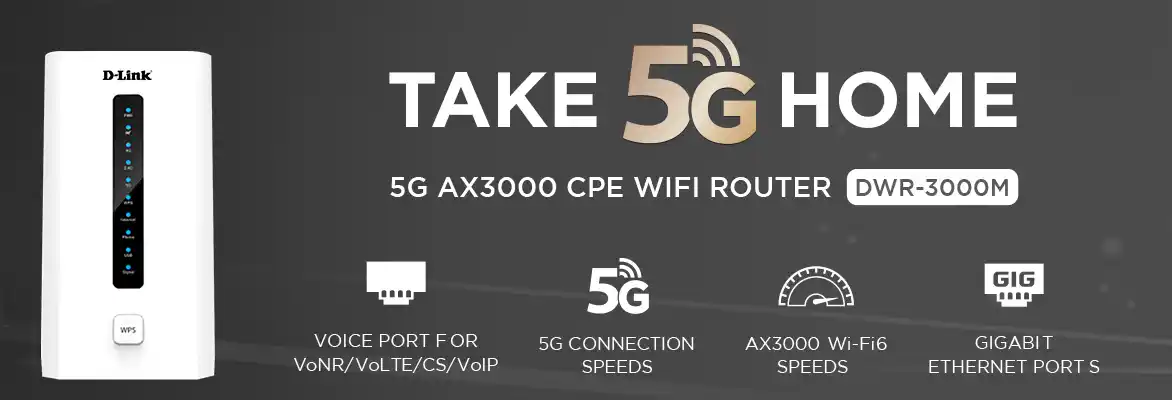 D-Link
WPS
TAKE 5G HOME
5G AX3000 CPE WIFI ROUTER DWR-3000M
VOICE PORT FOR
VoNR/VoLTE/CS/VoIP
5G
5G CONNECTION
SPEEDS
AX3000 Wi-Fi6
SPEEDS
GIG
GIGABIT
ETHERNET PORTS